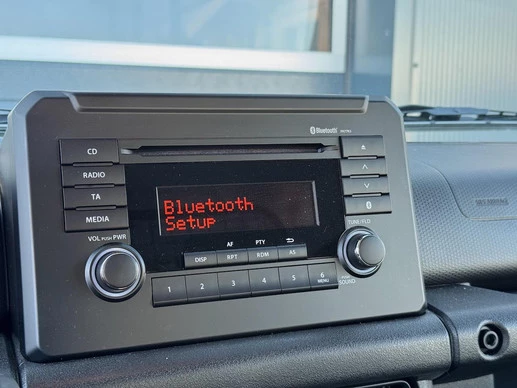 Bluetooth
CD
RADIO
TA
MEDIA
VOL PUSH PWR
Bluetooth
Setup
TUNE/FLD
AF PTY
DISP RPT RDM AS
1 2 3 4 5 6
MENU
PUSH SOUND